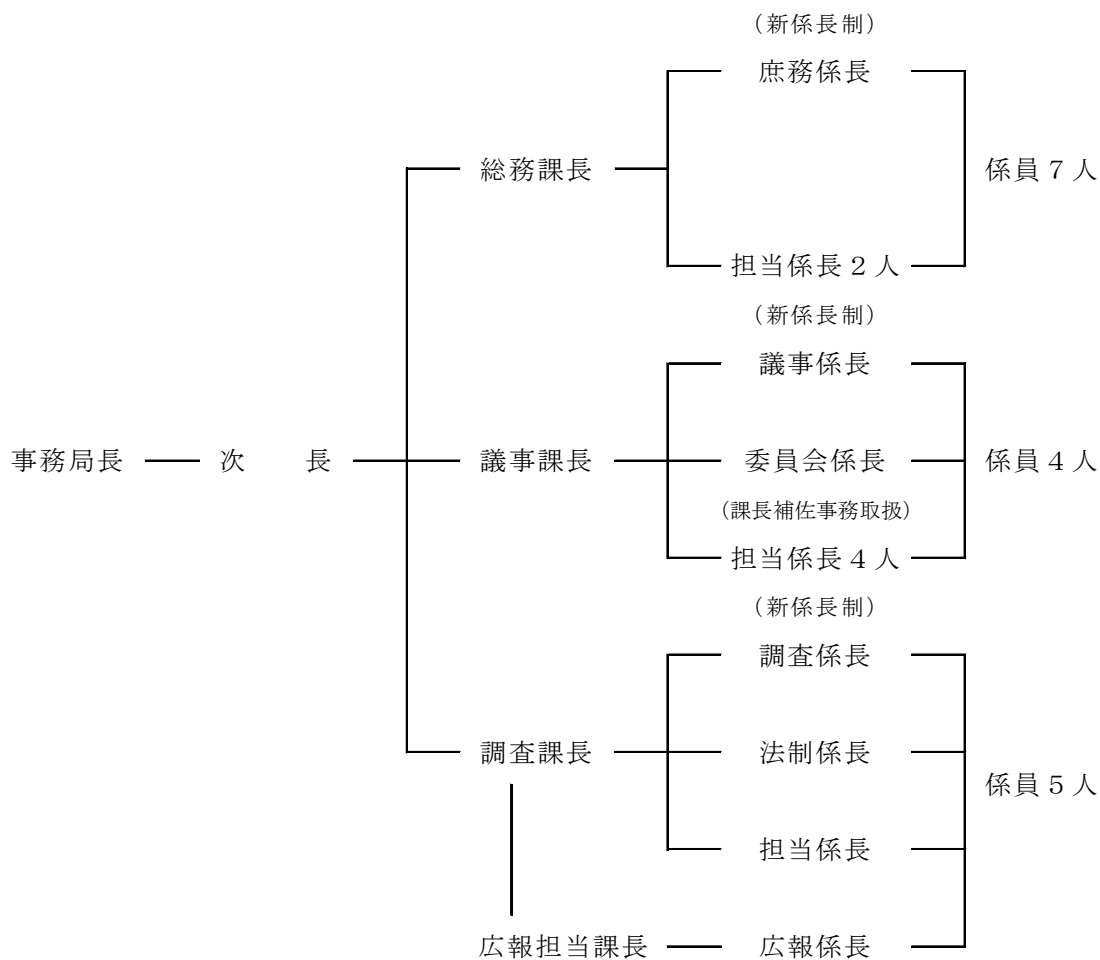 (新係長制)
庶務係長
総務課長
係員7人
担当係長2人
(新係長制)
議事係長
事務局長 次 長 議事課長 委員会係長 係員4人
(課長補佐事務取扱)
担当係長4人
(新係長制)
調査係長
調査課長 法制係長
係員5人
担当係長
広報担当課長 広報係長